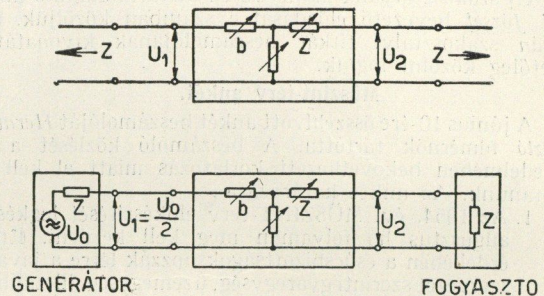 Z U₁ b U₂ Z
Z U₀ U₁=U₀/2 b U₂ Z
GENERÁTOR FOGYASZTO